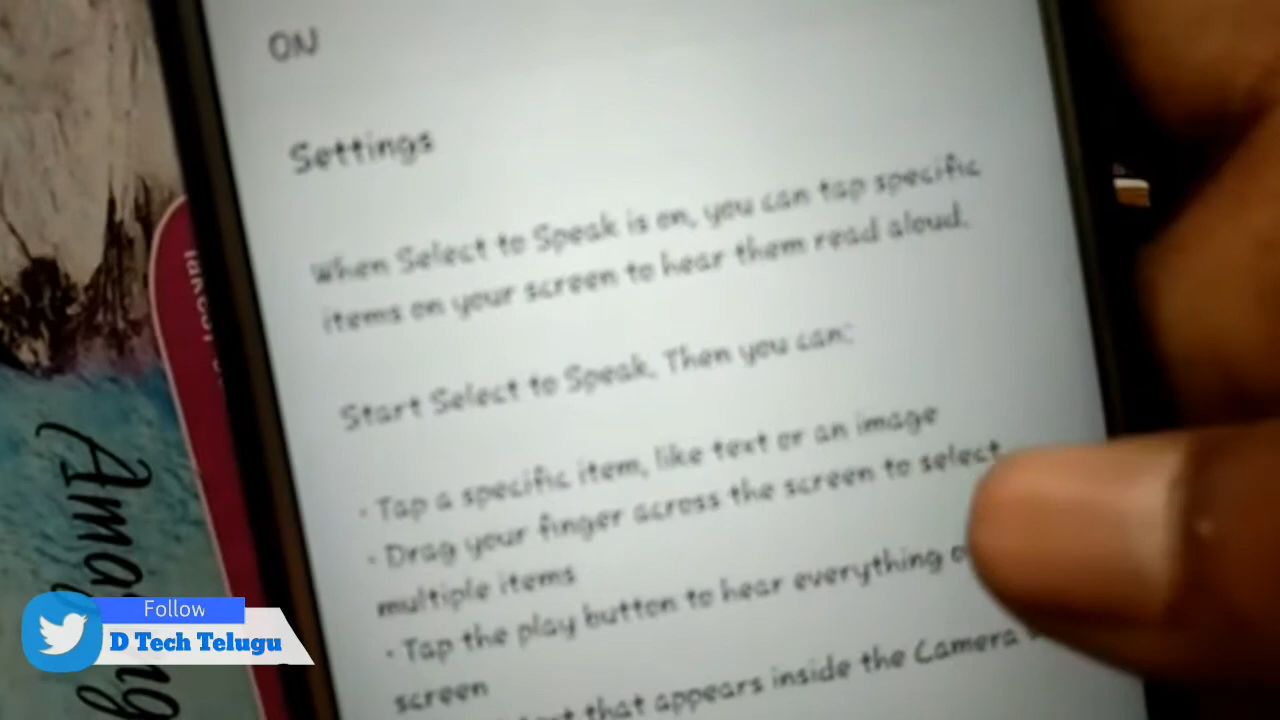 ON
Settings
When Select to Speak is on, you can tap specific
items on your screen to hear them read aloud.
Start Select to Speak. Then you can:
• Tap a specific item, like text or an image
• Drag your finger across the screen to select
multiple items
• Tap the play button to hear everything
screen
that appears inside the Camera
Follow
D Tech Telugu